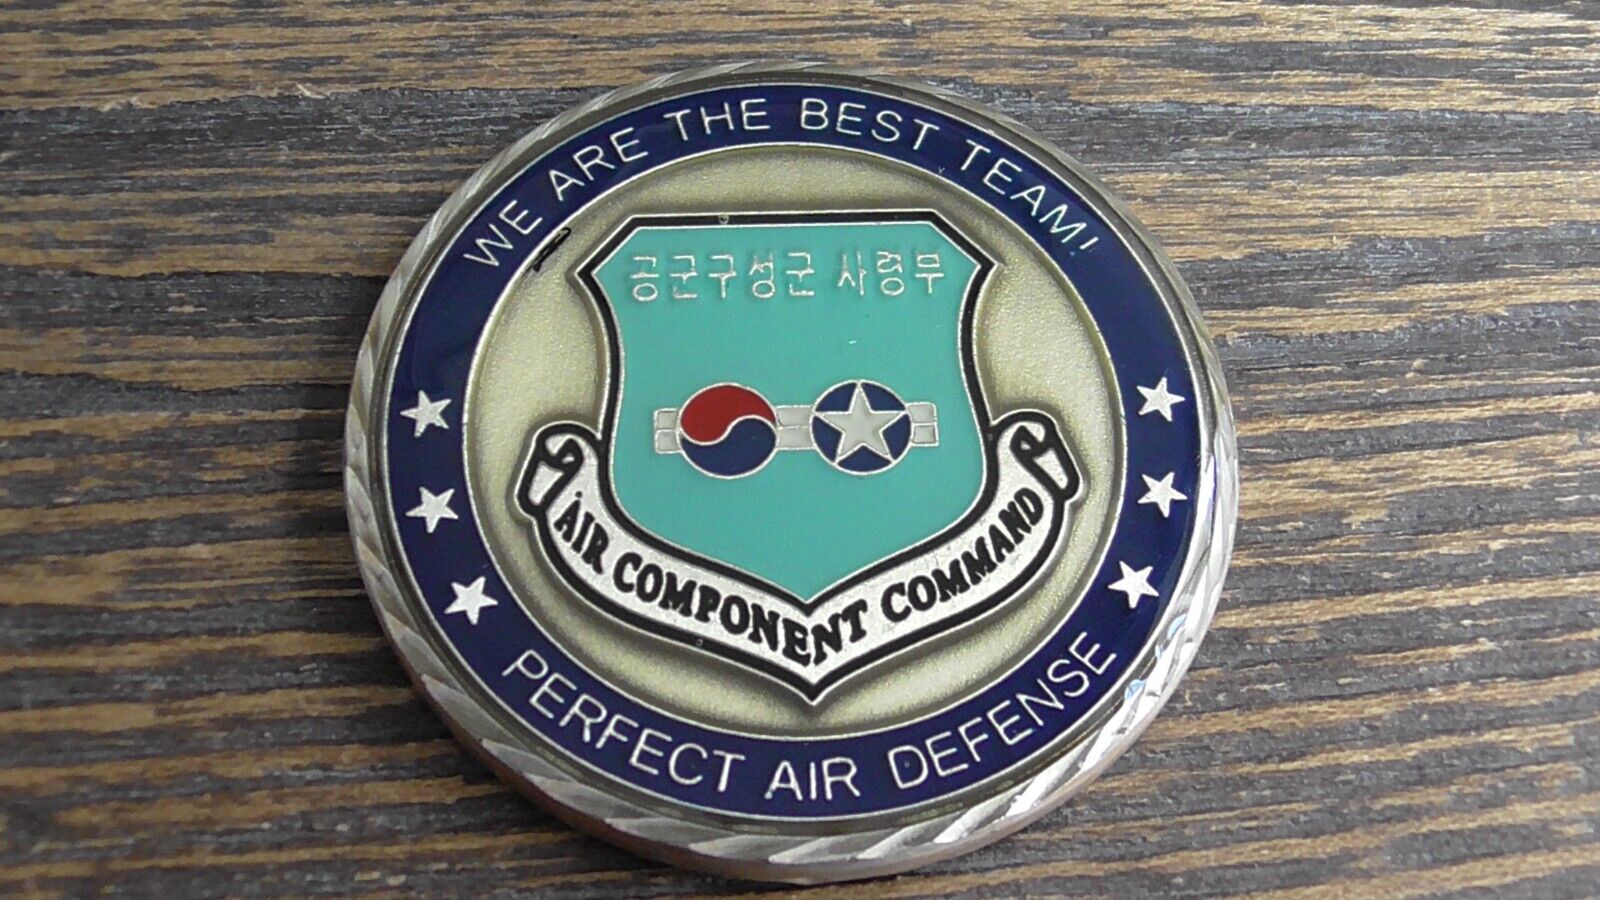 WE ARE THE BEST TEAM!
공군구성군 사령부
AIR COMPONENT COMMAND
PERFECT AIR DEFENSE